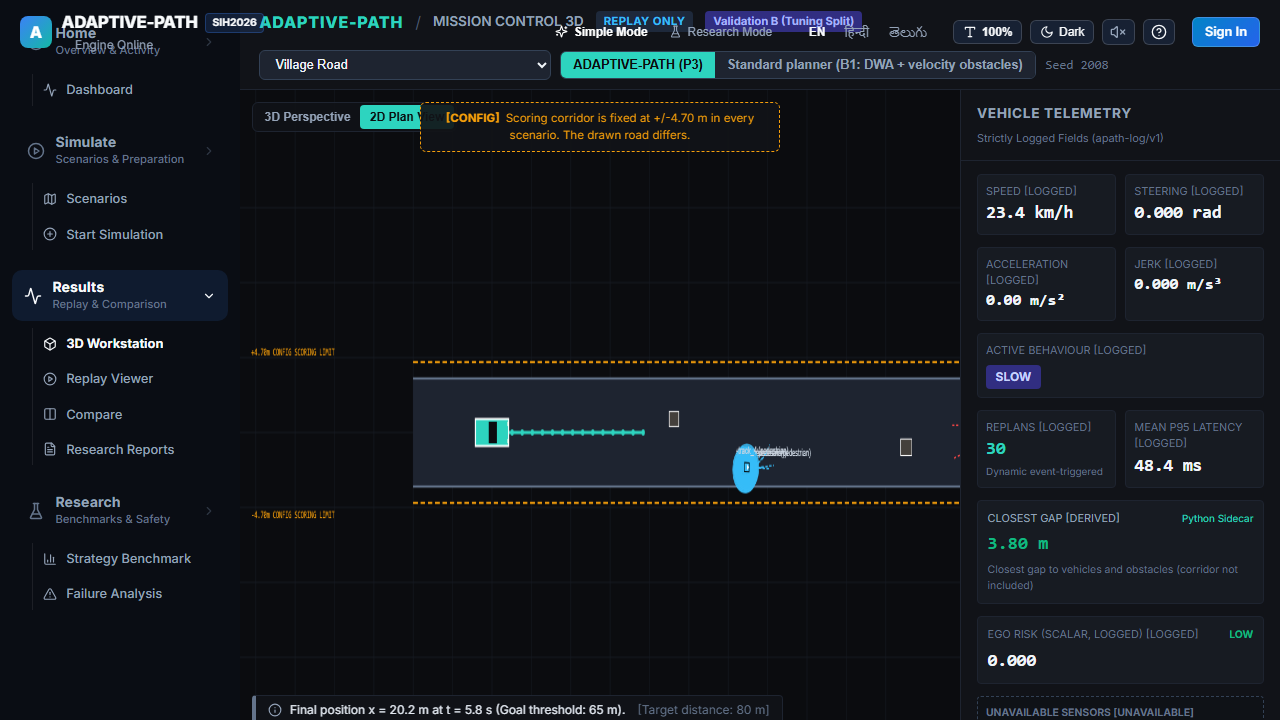 A
ADAPTIVE-PATH
SIH2026
Home
Overview & Activity
Engine Online
Dashboard
Simulate
Scenarios & Preparation
Scenarios
Start Simulation
Results
Replay & Comparison
3D Workstation
Replay Viewer
Compare
Research Reports
Research
Benchmarks & Safety
Strategy Benchmark
Failure Analysis
ADAPTIVE-PATH / MISSION CONTROL 3D REPLAY ONLY Validation B (Tuning Split)
Simple Mode Research Mode EN हिन्दी తెలుగు 100% Dark Sign In
Village Road ADAPTIVE-PATH (P3) Standard planner (B1: DWA + velocity obstacles) Seed 2008
3D Perspective 2D Plan
[CONFIG] Scoring corridor is fixed at +/-4.70 m in every
scenario. The drawn road differs.
+4.70m CONFIG SCORING LIMIT
-4.70m CONFIG SCORING LIMIT
Final position x = 20.2 m at t = 5.8 s (Goal threshold: 65 m). [Target distance: 80 m]
VEHICLE TELEMETRY
Strictly Logged Fields (apath-log/v1)
SPEED [LOGGED]
23.4 km/h
STEERING [LOGGED]
0.000 rad
ACCELERATION
[LOGGED]
0.00 m/s²
JERK [LOGGED]
0.000 m/s³
ACTIVE BEHAVIOUR [LOGGED]
SLOW
REPLANS [LOGGED]
30
Dynamic event-triggered
MEAN P95 LATENCY
[LOGGED]
48.4 ms
CLOSEST GAP [DERIVED] Python Sidecar
3.80 m
Closest gap to vehicles and obstacles (corridor not
included)
EGO RISK (SCALAR, LOGGED) [LOGGED] LOW
0.000
UNAVAILABLE SENSORS [UNAVAILABLE]